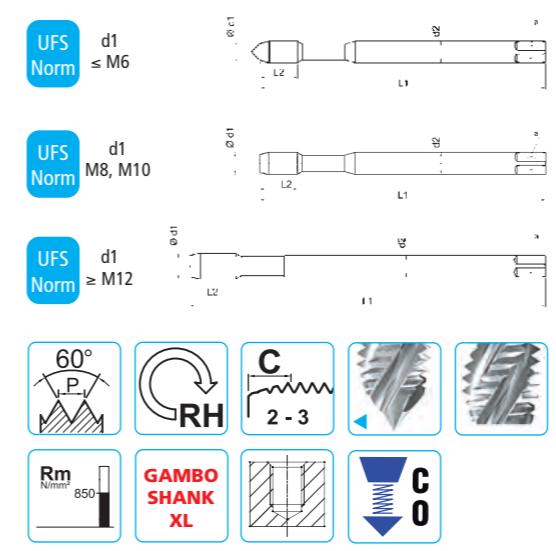 UFS
Norm
d1
≤ M6
Ø d1
d2
a
L2
L1
UFS
Norm
d1
M8, M10
Ø d1
d2
a
L2
L1
UFS
Norm
d1
≥ M12
Ø d1
d2
a
L2
L1
60°
P
RH
C
2 - 3
Rm
N/mm²
850
GAMBO
SHANK
XL
C
O